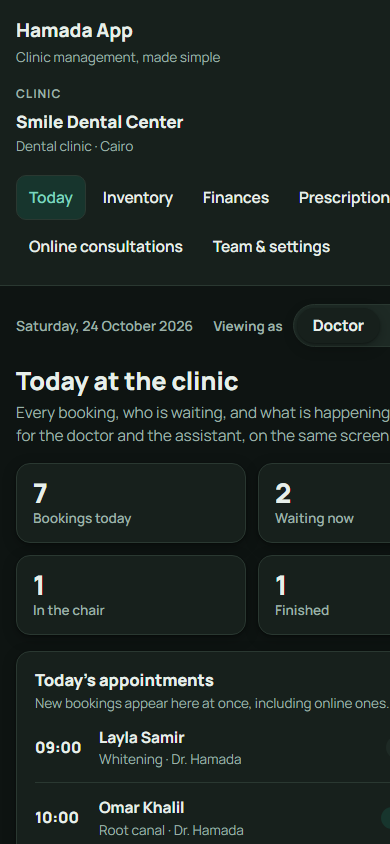 Hamada App
Clinic management, made simple
CLINIC
Smile Dental Center
Dental clinic · Cairo
Today Inventory Finances Prescription
Online consultations Team & settings
Saturday, 24 October 2026 Viewing as Doctor
Today at the clinic
Every booking, who is waiting, and what is happening
for the doctor and the assistant, on the same screen
7 2
Bookings today Waiting now
1 1
In the chair Finished
Today's appointments
New bookings appear here at once, including online ones.
09:00 Layla Samir
Whitening · Dr. Hamada
10:00 Omar Khalil
Root canal · Dr. Hamada